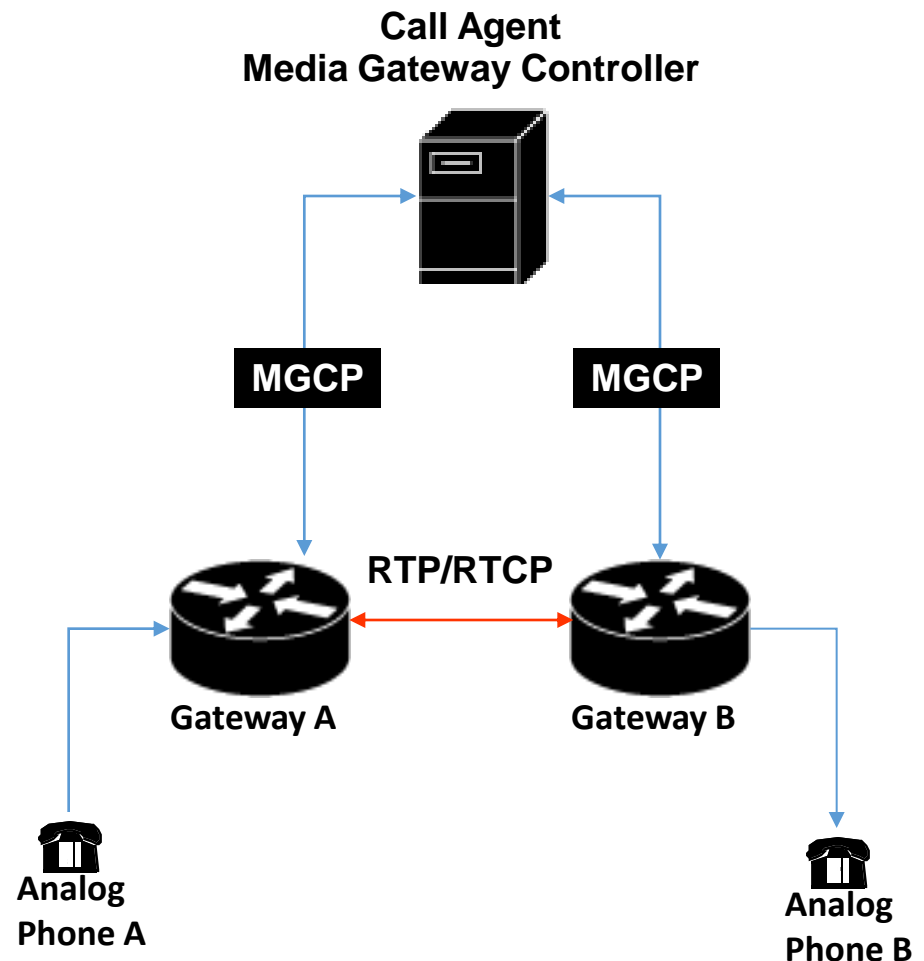 Call Agent
Media Gateway Controller
MGCP
MGCP
RTP/RTCP
Gateway A
Gateway B
Analog
Phone A
Analog
Phone B